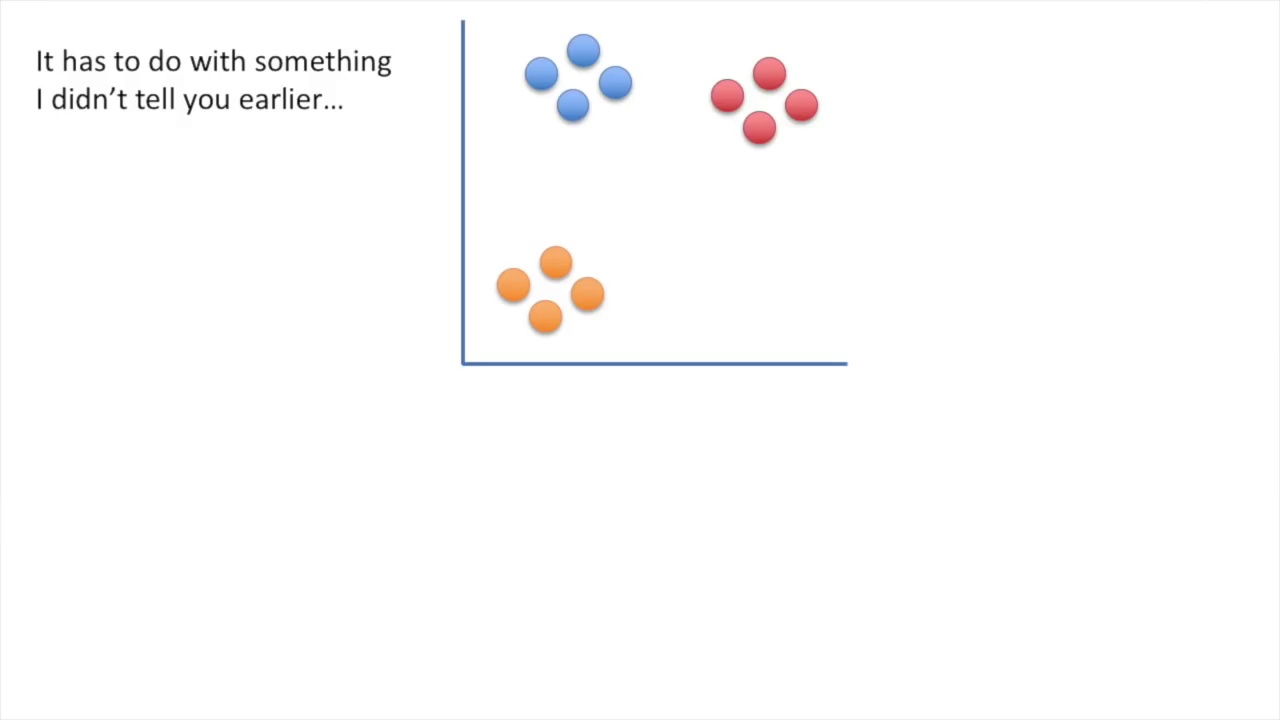 It has to do with something
I didn’t tell you earlier…